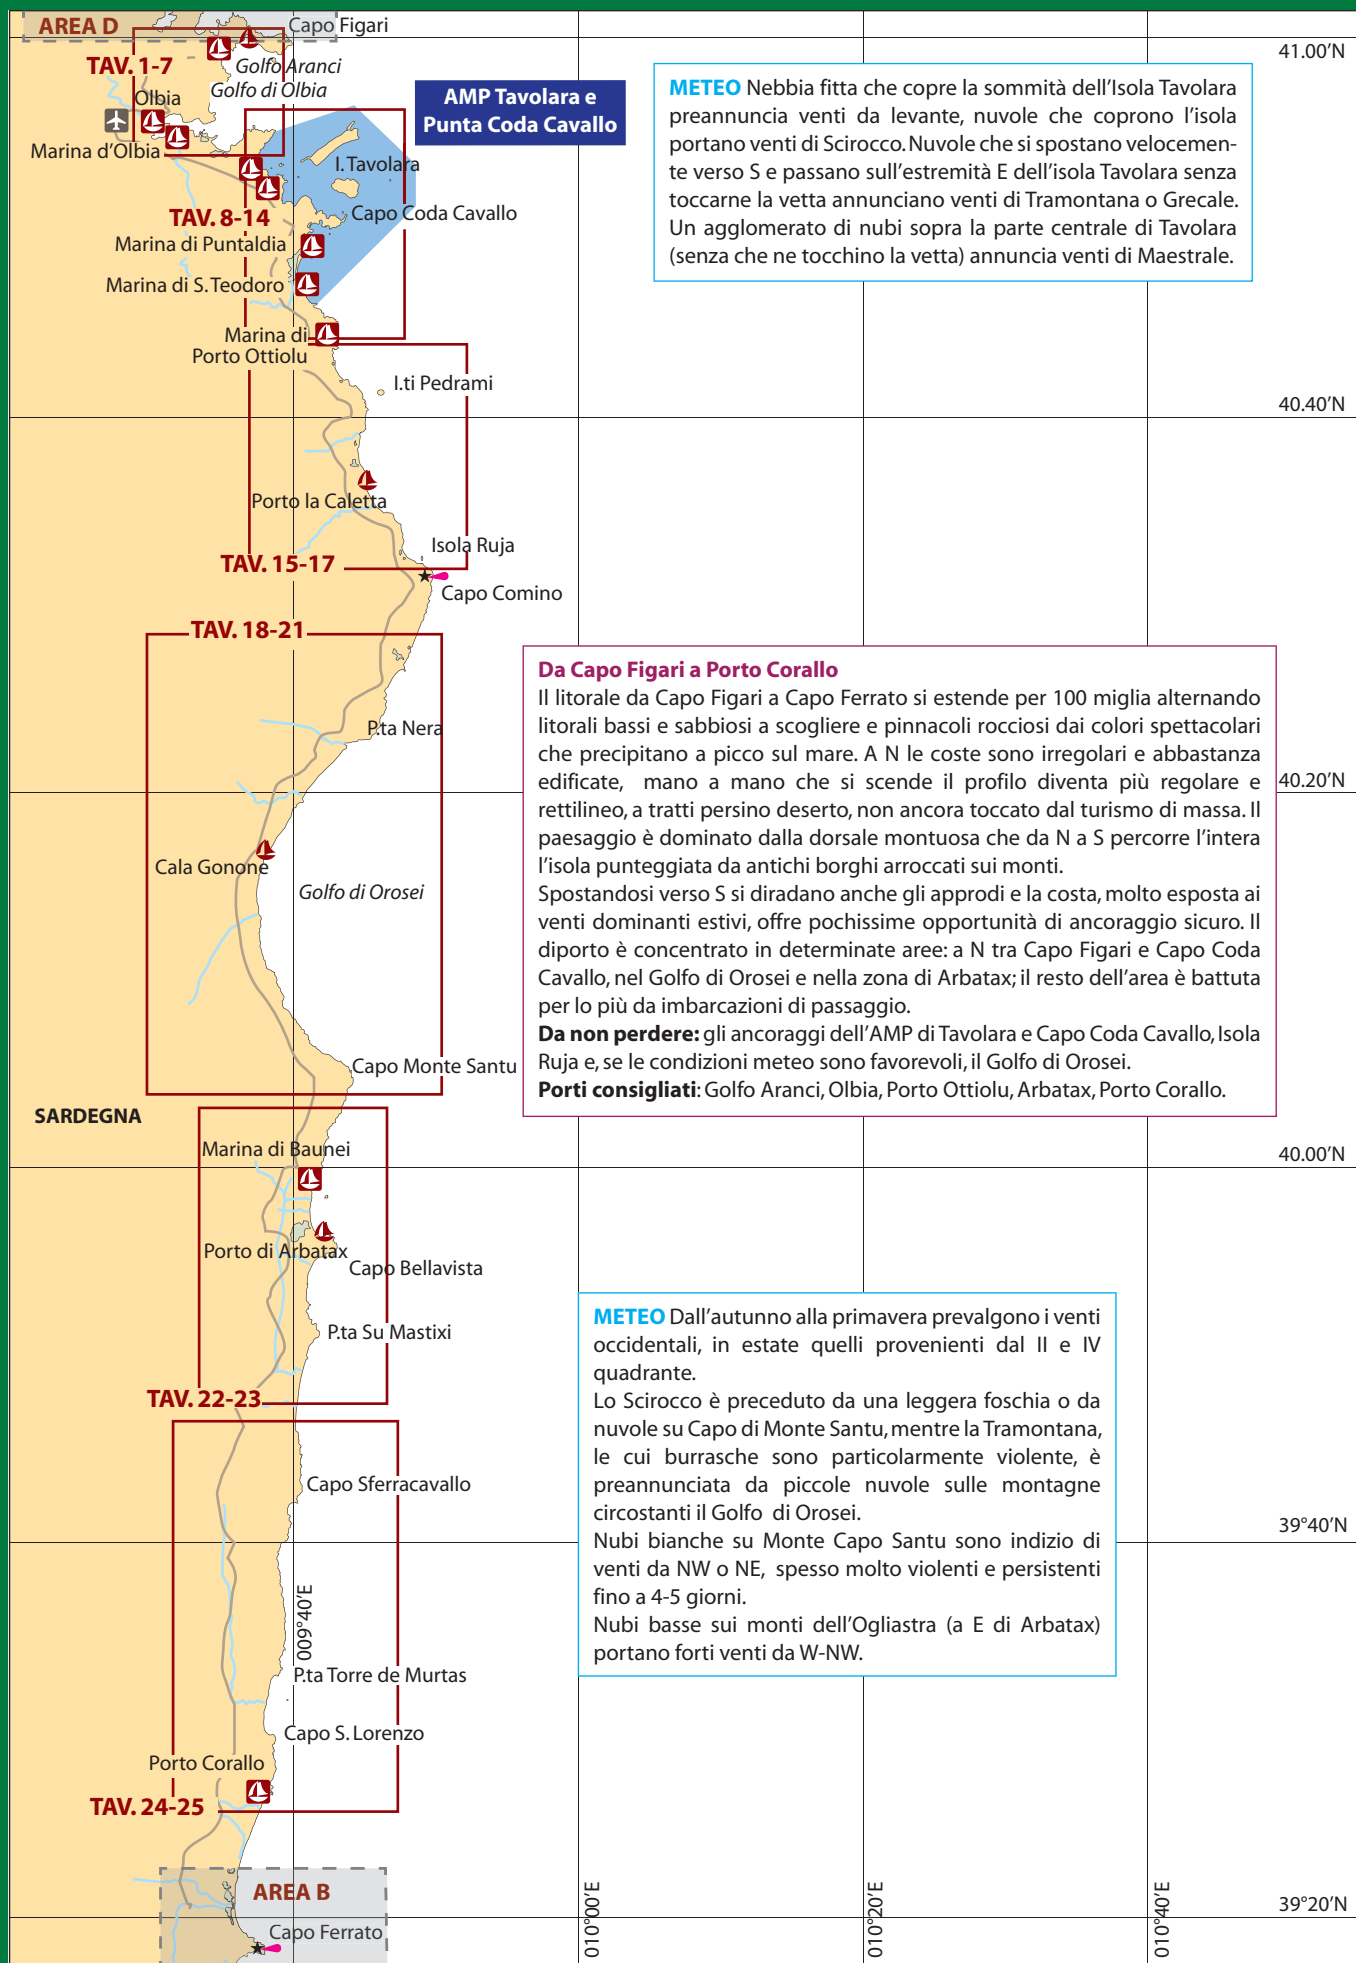 AREA D
Capo Figari
41.00'N
TAV. 1-7
Golfo Aranci
Golfo di Olbia
Olbia
Marina d'Olbia
AMP Tavolara e
Punta Coda Cavallo
METEO Nebbia fitta che copre la sommità dell'Isola Tavolara
preannuncia venti da levante, nuvole che coprono l'isola
portano venti di Scirocco. Nuvole che si spostano velocemen-
te verso S e passano sull'estremità E dell'isola Tavolara senza
toccarne la vetta annunciano venti di Tramontana o Grecale.
Un agglomerato di nubi sopra la parte centrale di Tavolara
(senza che ne tocchino la vetta) annuncia venti di Maestrale.
I. Tavolara
TAV. 8-14
Capo Coda Cavallo
Marina di Puntaldia
Marina di S. Teodoro
Marina di
Porto Ottiolu
I.ti Pedrami
40.40'N
Porto la Caletta
Isola Ruja
TAV. 15-17
Capo Comino
TAV. 18-21
Da Capo Figari a Porto Corallo
Il litorale da Capo Figari a Capo Ferrato si estende per 100 miglia alternando
litorali bassi e sabbiosi a scogliere e pinnacoli rocciosi dai colori spettacolari
che precipitano a picco sul mare. A N le coste sono irregolari e abbastanza
edificate, mano a mano che si scende il profilo diventa più regolare e
rettilineo, a tratti persino deserto, non ancora toccato dal turismo di massa. Il
paesaggio è dominato dalla dorsale montuosa che da N a S percorre l'intera
l'isola punteggiata da antichi borghi arroccati sui monti.
Spostandosi verso S si diradano anche gli approdi e la costa, molto esposta ai
venti dominanti estivi, offre pochissime opportunità di ancoraggio sicuro. Il
diporto è concentrato in determinate aree: a N tra Capo Figari e Capo Coda
Cavallo, nel Golfo di Orosei e nella zona di Arbatax; il resto dell'area è battuta
per lo più da imbarcazioni di passaggio.
Da non perdere: gli ancoraggi dell'AMP di Tavolara e Capo Coda Cavallo, Isola
Ruja e, se le condizioni meteo sono favorevoli, il Golfo di Orosei.
Porti consigliati: Golfo Aranci, Olbia, Porto Ottiolu, Arbatax, Porto Corallo.
P.ta Nera
40.20'N
Cala Gonone
Golfo di Orosei
Capo Monte Santu
SARDEGNA
Marina di Baunei
40.00'N
Porto di Arbatax
Capo Bellavista
P.ta Su Mastixi
TAV. 22-23
METEO Dall'autunno alla primavera prevalgono i venti
occidentali, in estate quelli provenienti dal II e IV
quadrante.
Lo Scirocco è preceduto da una leggera foschia o da
nuvole su Capo di Monte Santu, mentre la Tramontana,
le cui burrasche sono particolarmente violente, è
preannunciata da piccole nuvole sulle montagne
circostanti il Golfo di Orosei.
Nubi bianche su Monte Capo Santu sono indizio di
venti da NW o NE, spesso molto violenti e persistenti
fino a 4-5 giorni.
Nubi basse sui monti dell'Ogliastra (a E di Arbatax)
portano forti venti da W-NW.
Capo Sferracavallo
39°40'N
009°40'E
P.ta Torre de Murtas
Capo S. Lorenzo
Porto Corallo
TAV. 24-25
AREA B
Capo Ferrato
010°00'E
010°20'E
010°40'E
39°20'N